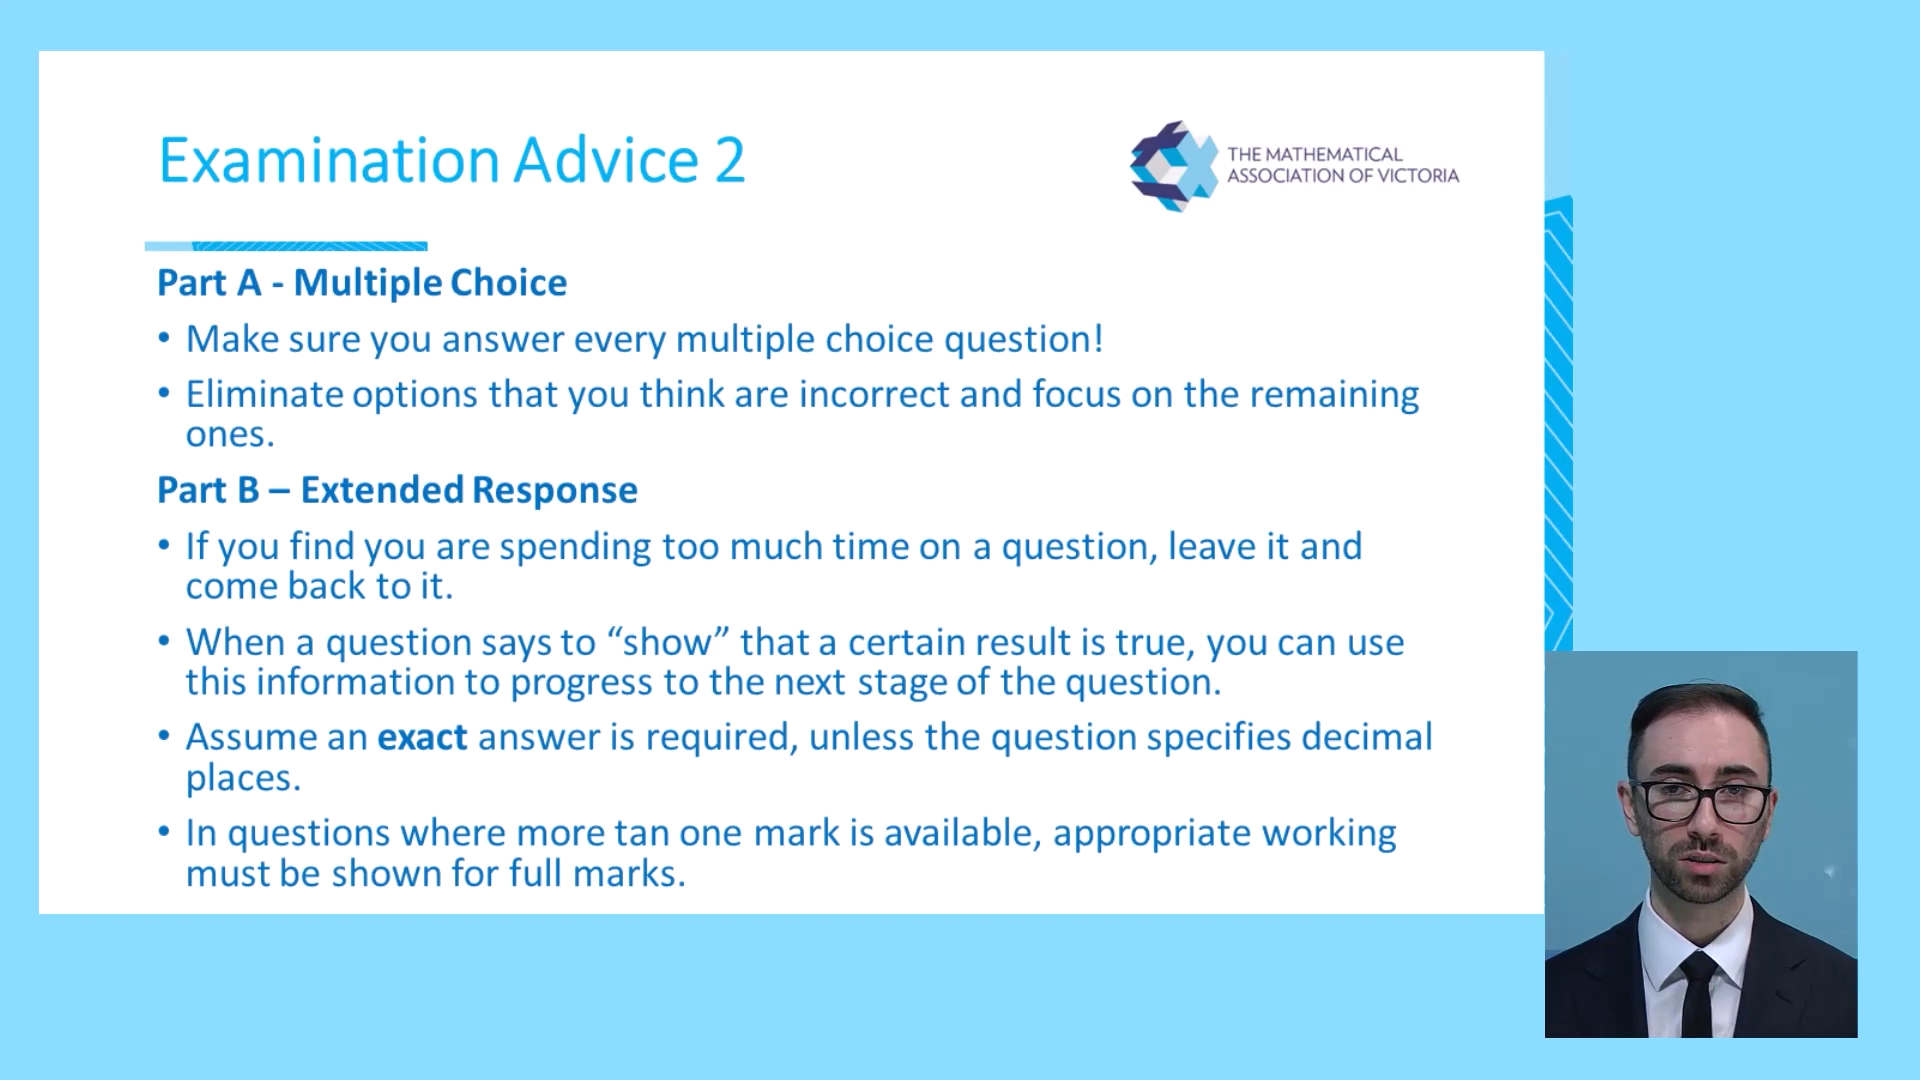 Examination Advice 2
THE MATHEMATICAL
ASSOCIATION OF VICTORIA
Part A - Multiple Choice
• Make sure you answer every multiple choice question!
• Eliminate options that you think are incorrect and focus on the remaining
ones.
Part B – Extended Response
• If you find you are spending too much time on a question, leave it and
come back to it.
• When a question says to “show” that a certain result is true, you can use
this information to progress to the next stage of the question.
• Assume an exact answer is required, unless the question specifies decimal
places.
• In questions where more tan one mark is available, appropriate working
must be shown for full marks.